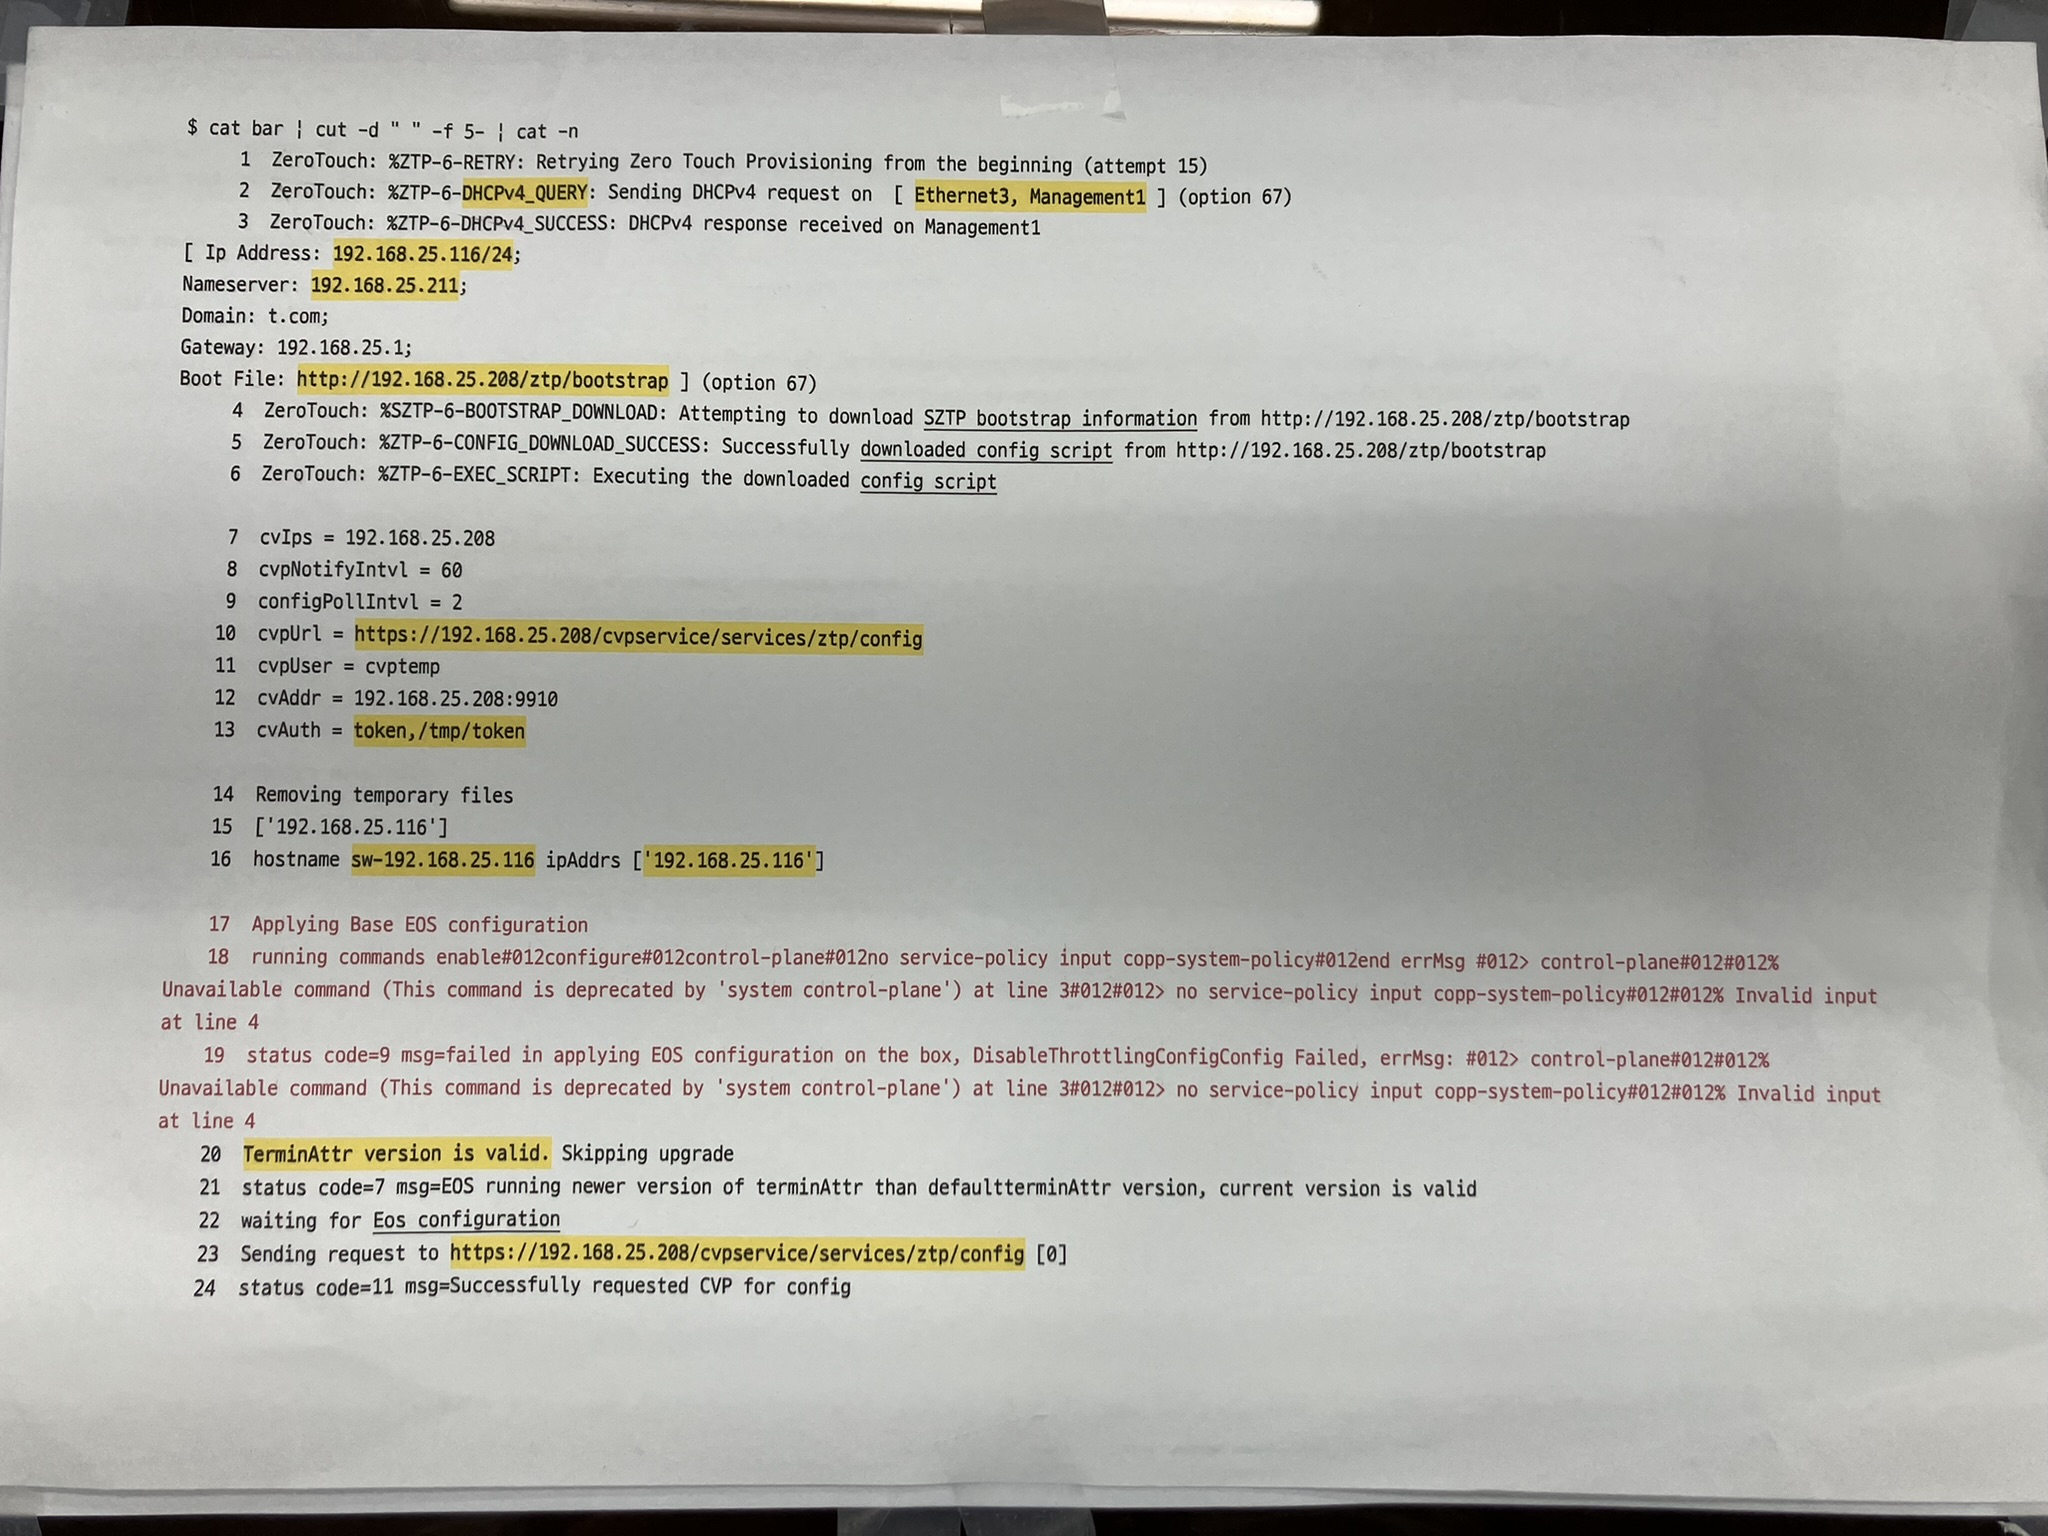 $ cat bar ¦ cut -d " " -f 5- ¦ cat -n
1 ZeroTouch: %ZTP-6-RETRY: Retrying Zero Touch Provisioning from the beginning (attempt 15)
2 ZeroTouch: %ZTP-6-DHCPv4_QUERY: Sending DHCPv4 request on [ Ethernet3, Management1 ] (option 67)
3 ZeroTouch: %ZTP-6-DHCPv4_SUCCESS: DHCPv4 response received on Management1
[ Ip Address: 192.168.25.116/24;
Nameserver: 192.168.25.211;
Domain: t.com;
Gateway: 192.168.25.1;
Boot File: http://192.168.25.208/ztp/bootstrap ] (option 67)
4 ZeroTouch: %SZTP-6-BOOTSTRAP_DOWNLOAD: Attempting to download SZTP bootstrap information from http://192.168.25.208/ztp/bootstrap
5 ZeroTouch: %ZTP-6-CONFIG_DOWNLOAD_SUCCESS: Successfully downloaded config script from http://192.168.25.208/ztp/bootstrap
6 ZeroTouch: %ZTP-6-EXEC_SCRIPT: Executing the downloaded config script
7 cvIps = 192.168.25.208
8 cvpNotifyIntvl = 60
9 configPollIntvl = 2
10 cvpUrl = https://192.168.25.208/cvpservice/services/ztp/config
11 cvpUser = cvptemp
12 cvAddr = 192.168.25.208:9910
13 cvAuth = token,/tmp/token
14 Removing temporary files
15 ['192.168.25.116']
16 hostname sw-192.168.25.116 ipAddrs ['192.168.25.116']
17 Applying Base EOS configuration
18 running commands enable#012configure#012control-plane#012no service-policy input copp-system-policy#012end errMsg #012> control-plane#012#012%
Unavailable command (This command is deprecated by 'system control-plane') at line 3#012#012> no service-policy input copp-system-policy#012#012% Invalid input
at line 4
19 status code=9 msg=failed in applying EOS configuration on the box, DisableThrottlingConfigConfig Failed, errMsg: #012> control-plane#012#012%
Unavailable command (This command is deprecated by 'system control-plane') at line 3#012#012> no service-policy input copp-system-policy#012#012% Invalid input
at line 4
20 TerminAttr version is valid. Skipping upgrade
21 status code=7 msg=EOS running newer version of terminAttr than defaultterminAttr version, current version is valid
22 waiting for Eos configuration
23 Sending request to https://192.168.25.208/cvpservice/services/ztp/config [0]
24 status code=11 msg=Successfully requested CVP for config